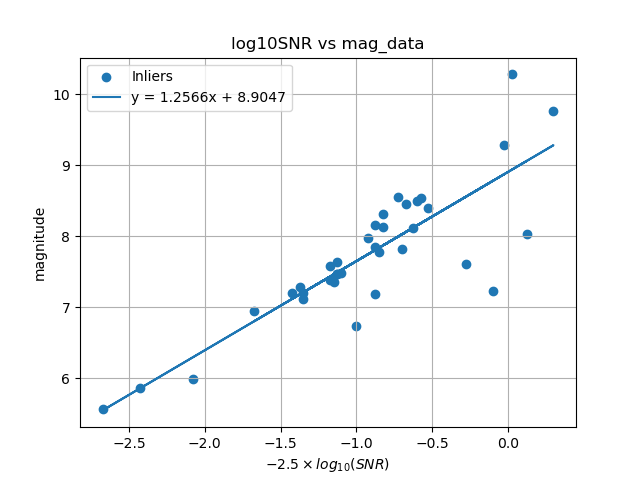 log10SNR vs mag_data
Inliers
y = 1.2566x + 8.9047
10
9
8
7
6
magnitude
−2.5 −2.0 −1.5 −1.0 −0.5 0.0
−2.5 × log₁₀(SNR)